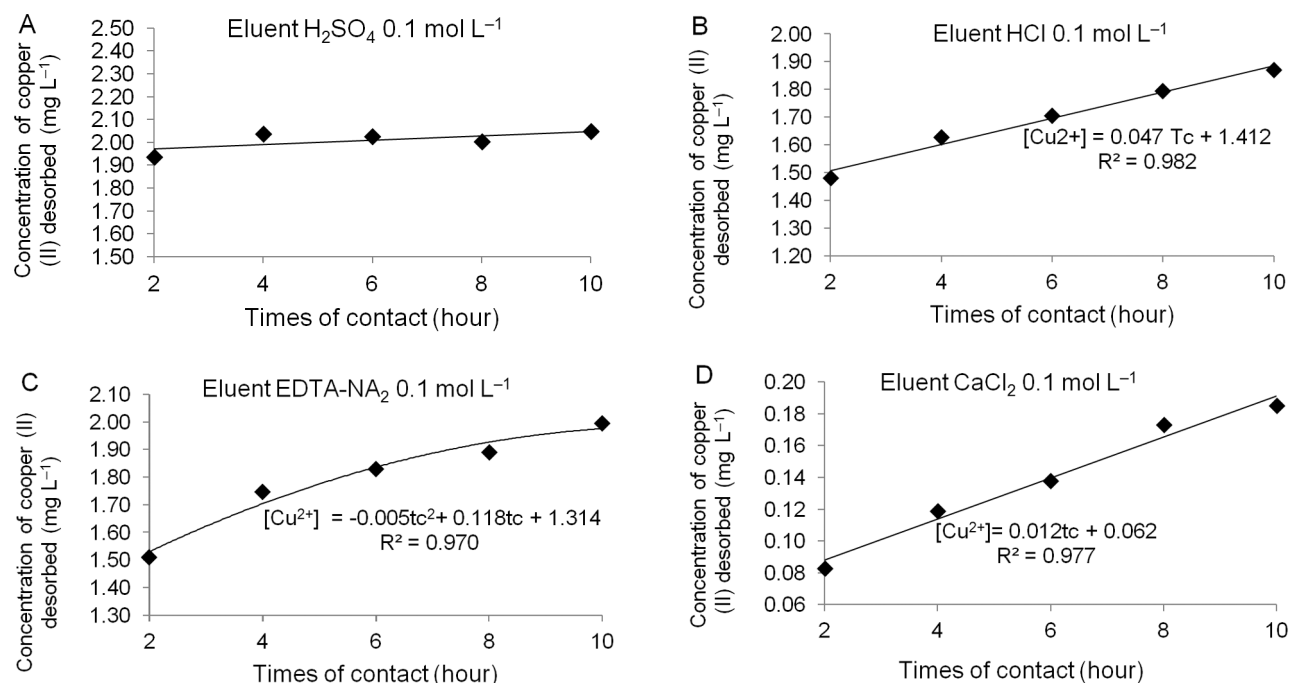 A
Eluent H₂SO₄ 0.1 mol L⁻¹
Concentration of copper
(II) desorbed (mg L⁻¹)
2.50
2.40
2.30
2.20
2.10
2.00
1.90
1.80
1.70
1.60
1.50
2 4 6 8 10
Times of contact (hour)
B
Eluent HCl 0.1 mol L⁻¹
Concentration of copper (II)
desorbed (mg L⁻¹)
2.00
1.90
1.80
1.70
1.60
1.50
1.40
1.30
1.20
[Cu2+] = 0.047 Tc + 1.412
R² = 0.982
2 4 6 8 10
Times of contact (hour)
C
Eluent EDTA-NA₂ 0.1 mol L⁻¹
Concentration of cooper (II)
desorbed (mg L⁻¹)
2.10
2.00
1.90
1.80
1.70
1.60
1.50
1.40
1.30
[Cu²⁺] = -0.005tc²+ 0.118tc + 1.314
R² = 0.970
2 4 6 8 10
Times of contact (hour)
D
Eluent CaCl₂ 0.1 mol L⁻¹
Concentration of copper
(II) desorbed (mg L⁻¹)
0.20
0.18
0.16
0.14
0.12
0.10
0.08
0.06
[Cu²⁺]= 0.012tc + 0.062
R² = 0.977
2 4 6 8 10
Times of contact (hour)